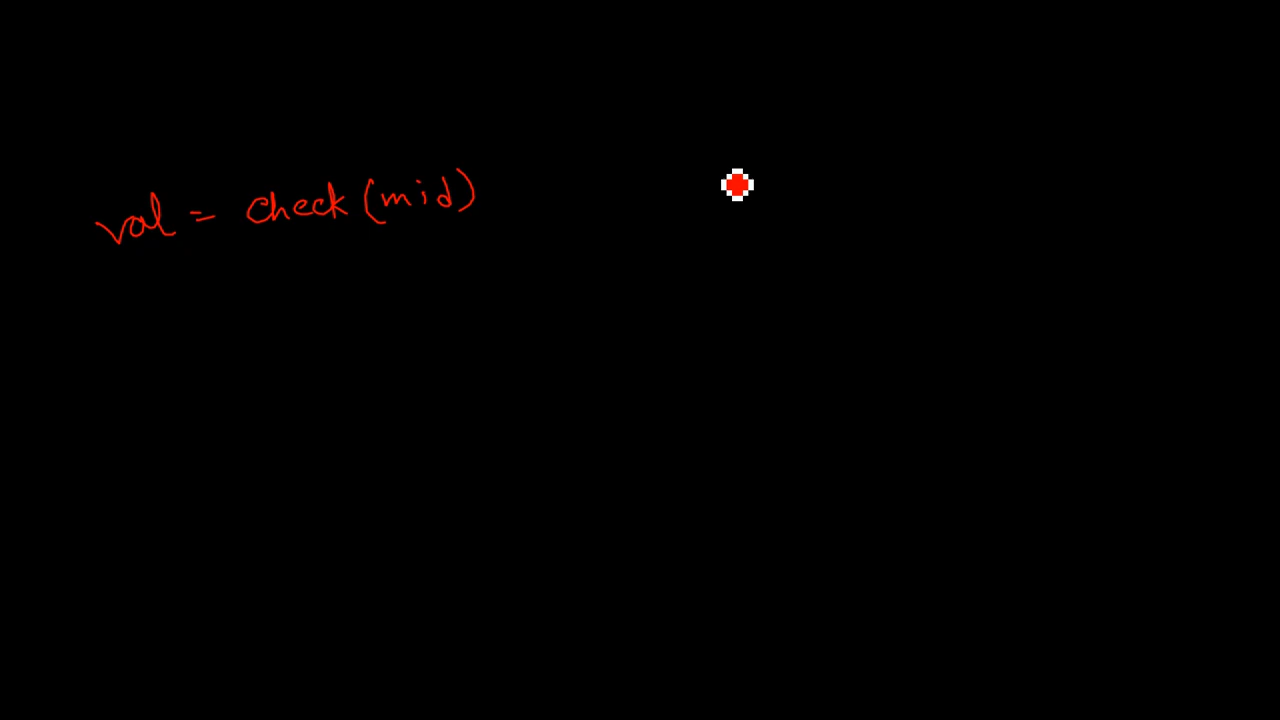 val = check(mid)